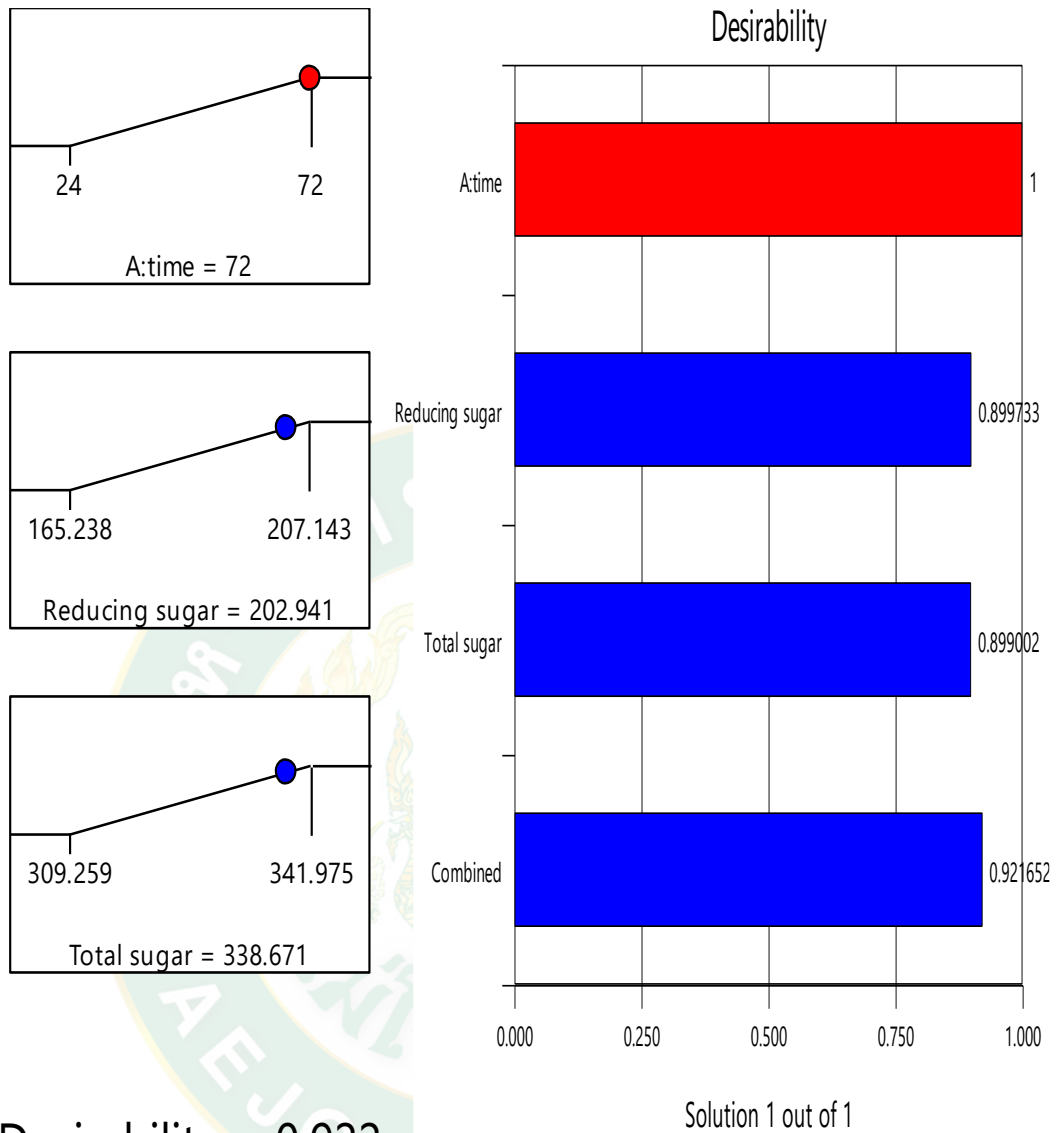 24
72
A:time = 72
165.238
207.143
Reducing sugar = 202.941
309.259
341.975
Total sugar = 338.671
Desirability
A:time
1
Reducing sugar
0.899733
Total sugar
0.899002
Combined
0.921652
0.000
0.250
0.500
0.750
1.000
Solution 1 out of 1
AEJO